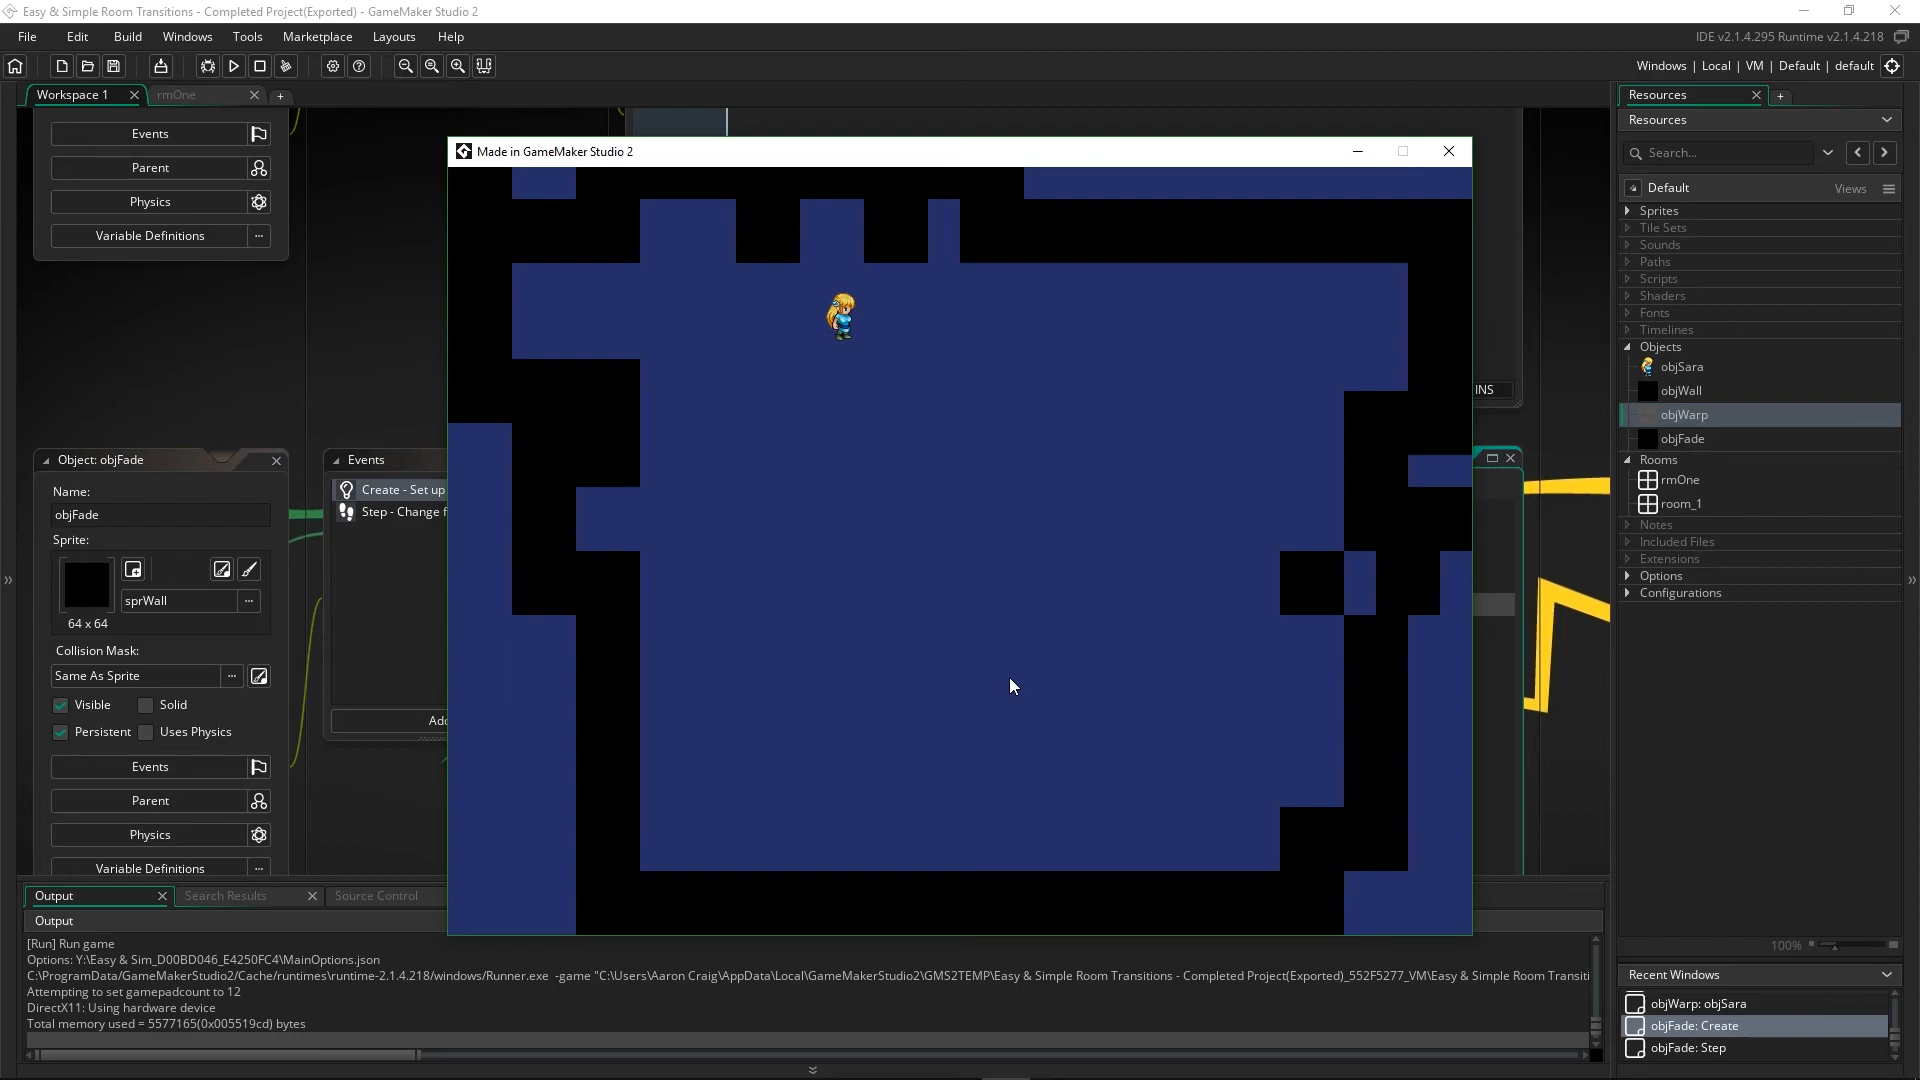 Easy & Simple Room Transitions - Completed Project(Exported) - GameMaker Studio 2
File Edit Build Windows Tools Marketplace Layouts Help
IDE v2.1.4.295 Runtime v2.1.4.218
Windows | Local | VM | Default | default
Workspace 1
rmOne
Events
Parent
Physics
Variable Definitions
Made in GameMaker Studio 2
INS
Object: objFade
Name:
objFade
Sprite:
sprWall
64 x 64
Collision Mask:
Same As Sprite
Visible
Solid
Persistent
Uses Physics
Events
Parent
Physics
Variable Definitions
Events
Create - Set up
Step - Change f
Output
Search Results
Source Control
Output
[Run] Run game
Options: Y:\Easy & Sim_D00BD046_E4250FC4\MainOptions.json
C:\ProgramData/GameMakerStudio2/Cache/runtimes\runtime-2.1.4.218/windows/Runner.exe -game "C:\Users\Aaron Craig\AppData\Local\GameMakerStudio2\GMS2TEMP\Easy & Simple Room Transitions - Completed Project(Exported)_552F5277_VM\Easy & Simple Room Transiti
Attempting to set gamepadcount to 12
DirectX11: Using hardware device
Total memory used = 5577165(0x005519cd) bytes
Resources
Resources
Search...
Default
Views
Sprites
Tile Sets
Sounds
Paths
Scripts
Shaders
Fonts
Timelines
Objects
objSara
objWall
objWarp
objFade
Rooms
rmOne
room_1
Notes
Included Files
Extensions
Options
Configurations
100%
Recent Windows
objWarp: objSara
objFade: Create
objFade: Step